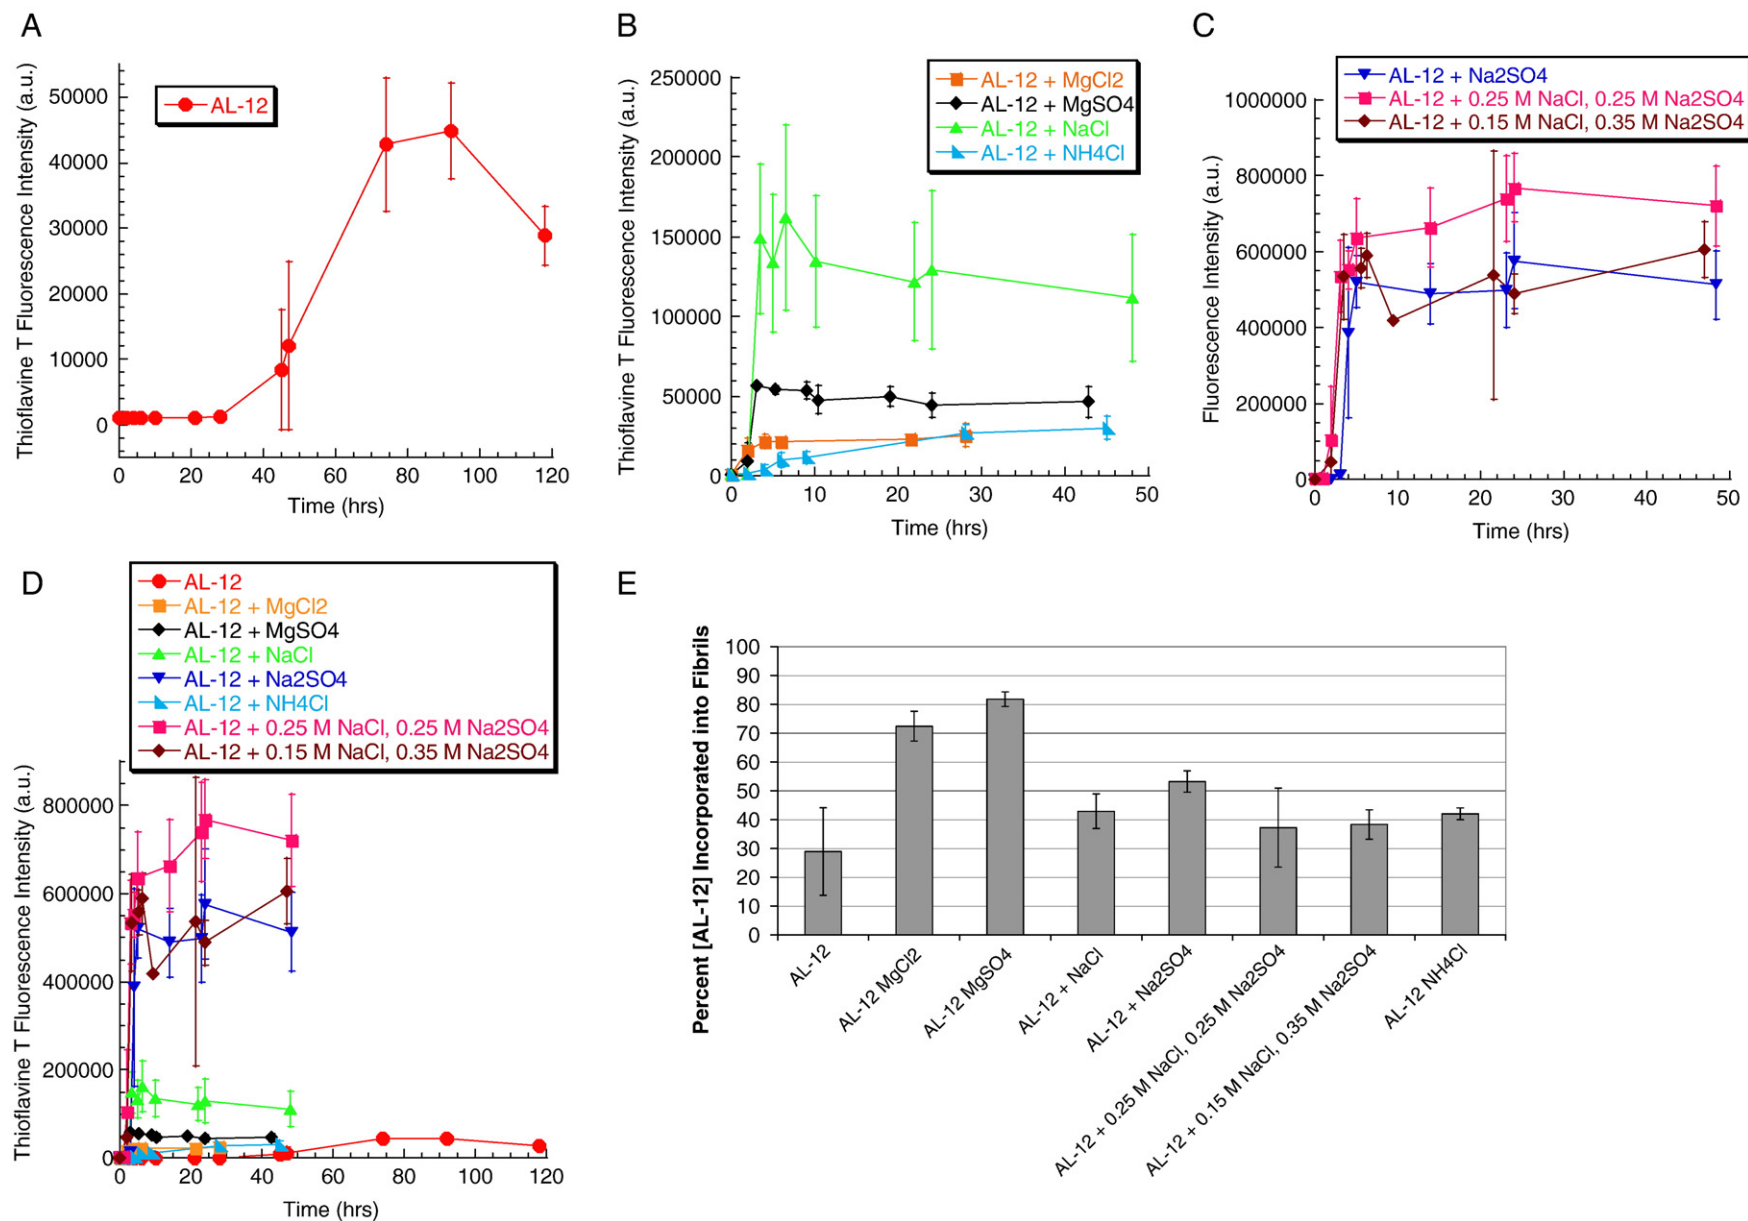 A
Thioflavine T Fluorescence Intensity (a.u.)
50000
40000
30000
20000
10000
0
AL-12
0 20 40 60 80 100 120
Time (hrs)
B
Thioflavine T Fluorescence Intensity (a.u.)
250000
200000
150000
100000
50000
0
AL-12 + MgCl2
AL-12 + MgSO4
AL-12 + NaCl
AL-12 + NH4Cl
0 10 20 30 40 50
Time (hrs)
C
Fluorescence Intensity (a.u.)
1000000
800000
600000
400000
200000
0
AL-12 + Na2SO4
AL-12 + 0.25 M NaCl, 0.25 M Na2SO4
AL-12 + 0.15 M NaCl, 0.35 M Na2SO4
0 10 20 30 40 50
Time (hrs)
D
AL-12
AL-12 + MgCl2
AL-12 + MgSO4
AL-12 + NaCl
AL-12 + Na2SO4
AL-12 + NH4Cl
AL-12 + 0.25 M NaCl, 0.25 M Na2SO4
AL-12 + 0.15 M NaCl, 0.35 M Na2SO4
Thioflavine T Fluorescence Intensity (a.u.)
800000
600000
400000
200000
0
0 20 40 60 80 100 120
Time (hrs)
E
Percent [AL-12] Incorporated into Fibrils
100
90
80
70
60
50
40
30
20
10
0
AL-12
AL-12 MgCl2
AL-12 MgSO4
AL-12 + NaCl
AL-12 + Na2SO4
AL-12 + 0.25 M NaCl, 0.25 M Na2SO4
AL-12 + 0.15 M NaCl, 0.35 M Na2SO4
AL-12 NH4Cl